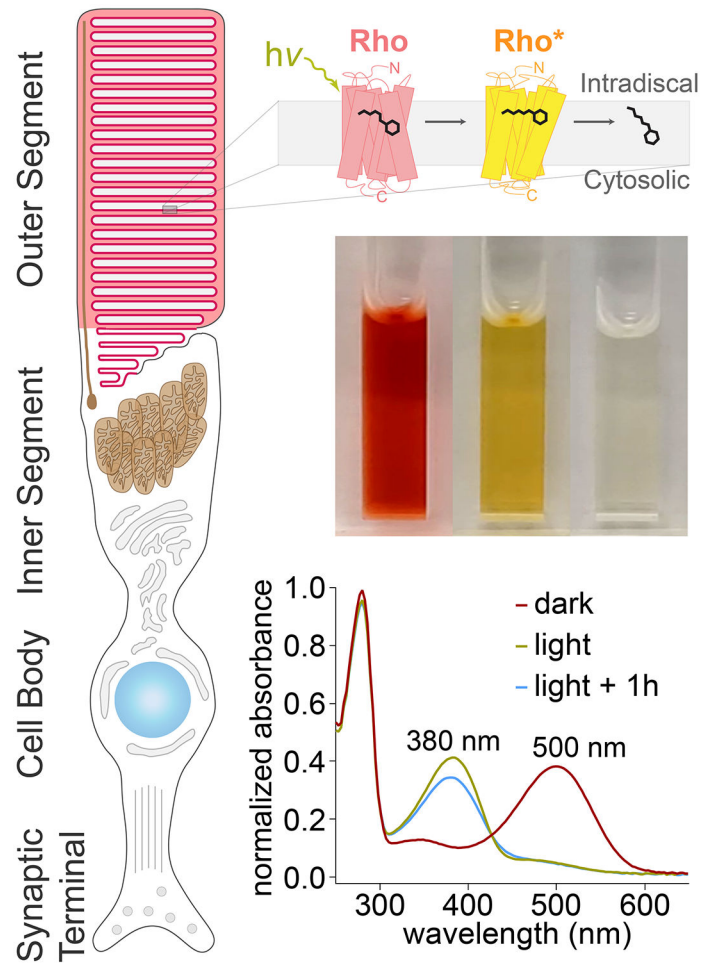 Outer Segment
Inner Segment
Cell Body
Synaptic
Terminal
hν
Rho
Rho*
N
N
Intradiscal
C
C
Cytosolic
dark
light
light + 1h
380 nm
500 nm
normalized absorbance
1.0
0.8
0.6
0.4
0.2
0.0
300
400
500
600
wavelength (nm)